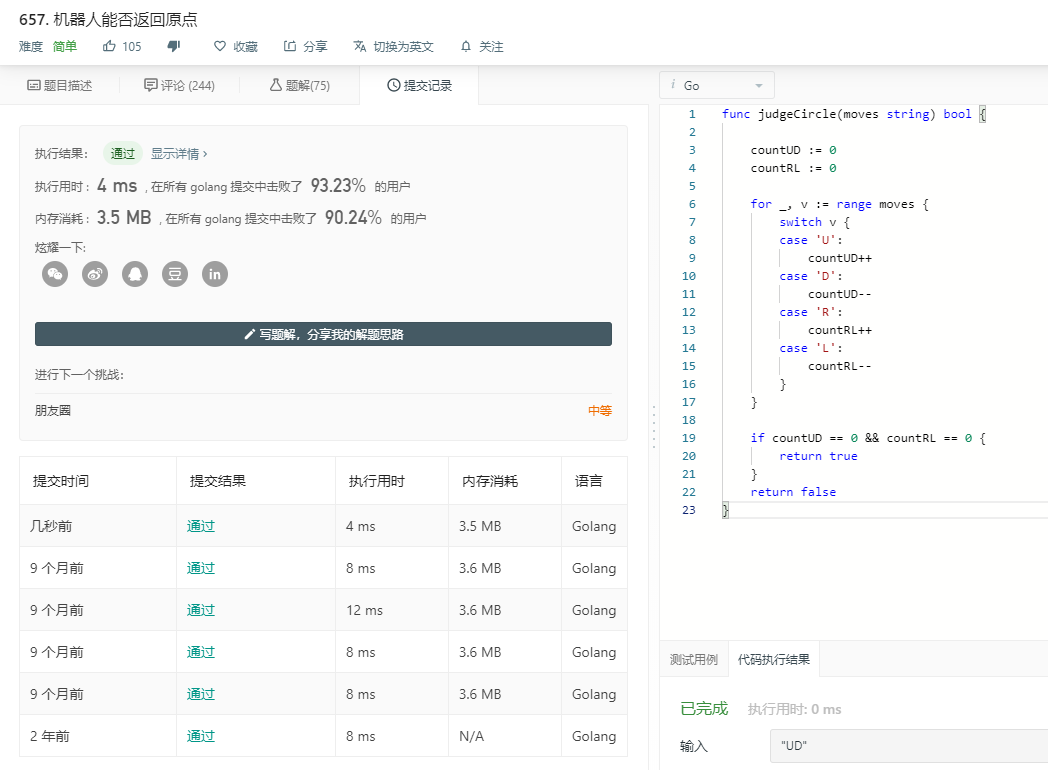 657. 机器人能否返回原点
难度 简单 105 收藏 分享 切换为英文 关注
题目描述 评论 (244) 题解(75) 提交记录
执行结果： 通过 显示详情 ›
执行用时 : 4 ms , 在所有 golang 提交中击败了 93.23% 的用户
内存消耗 : 3.5 MB , 在所有 golang 提交中击败了 90.24% 的用户
炫耀一下:
豆 in
写题解，分享我的解题思路
进行下一个挑战:
朋友圈 中等
提交时间 提交结果 执行用时 内存消耗 语言
几秒前 通过 4 ms 3.5 MB Golang
9 个月前 通过 8 ms 3.6 MB Golang
9 个月前 通过 12 ms 3.6 MB Golang
9 个月前 通过 8 ms 3.6 MB Golang
9 个月前 通过 8 ms 3.6 MB Golang
2 年前 通过 8 ms N/A Golang
i Go
1 func judgeCircle(moves string) bool {
2
3 countUD := 0
4 countRL := 0
5
6 for _, v := range moves {
7 switch v {
8 case 'U':
9 countUD++
10 case 'D':
11 countUD--
12 case 'R':
13 countRL++
14 case 'L':
15 countRL--
16 }
17 }
18
19 if countUD == 0 && countRL == 0 {
20 return true
21 }
22 return false
23 }
测试用例 代码执行结果
已完成 执行用时: 0 ms
输入 "UD"